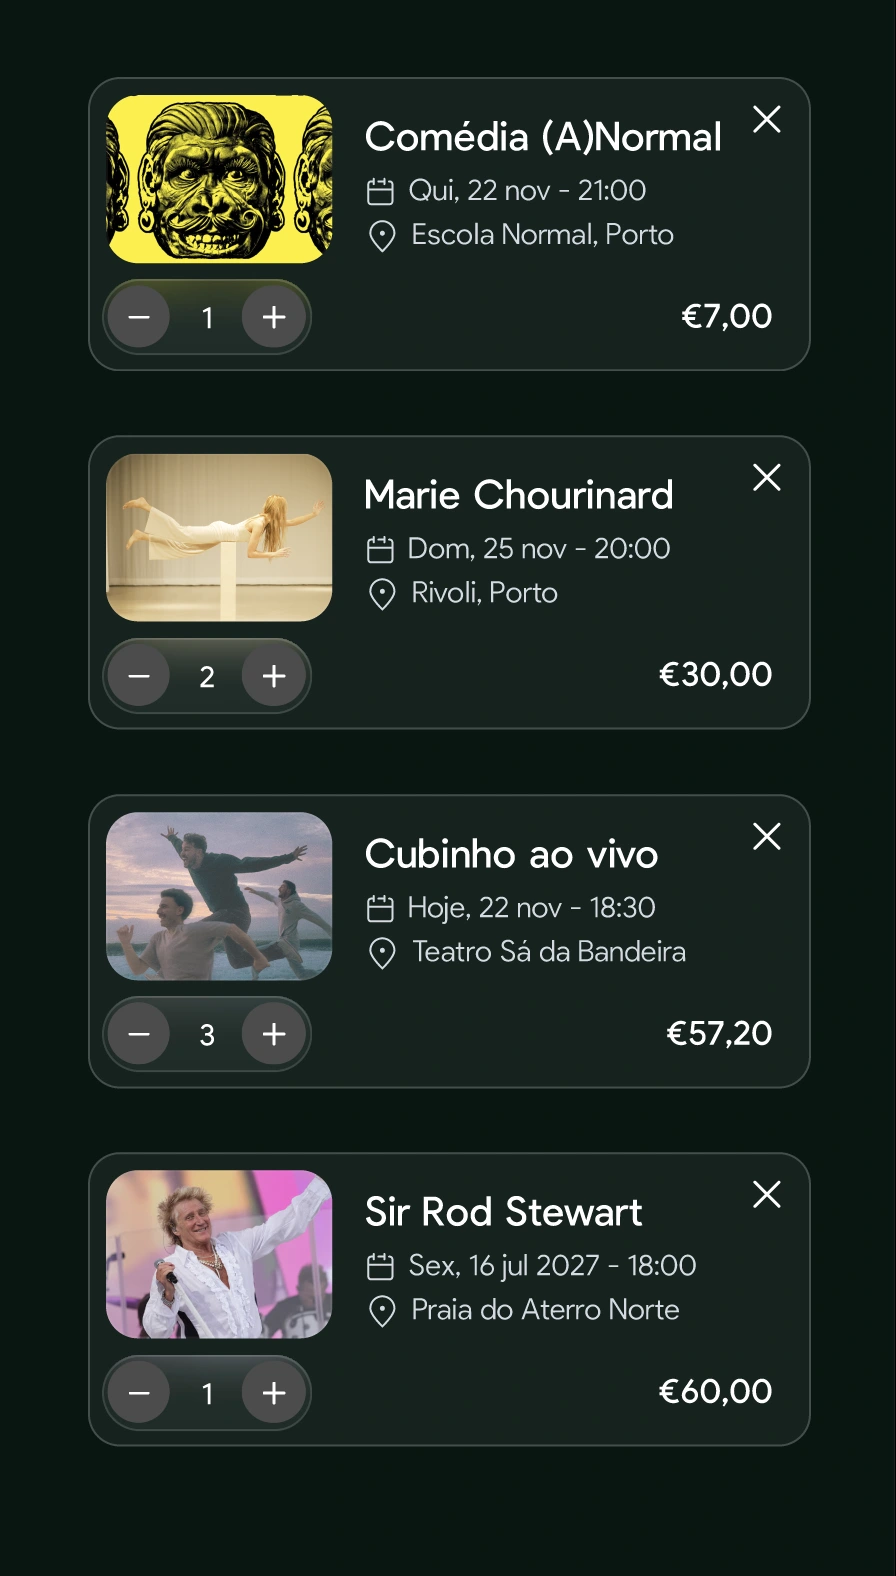 Comédia (A)Normal
Qui, 22 nov - 21:00
Escola Normal, Porto
1
€7,00
Marie Chourinard
Dom, 25 nov - 20:00
Rivoli, Porto
2
€30,00
Cubinho ao vivo
Hoje, 22 nov - 18:30
Teatro Sá da Bandeira
3
€57,20
Sir Rod Stewart
Sex, 16 jul 2027 - 18:00
Praia do Aterro Norte
1
€60,00